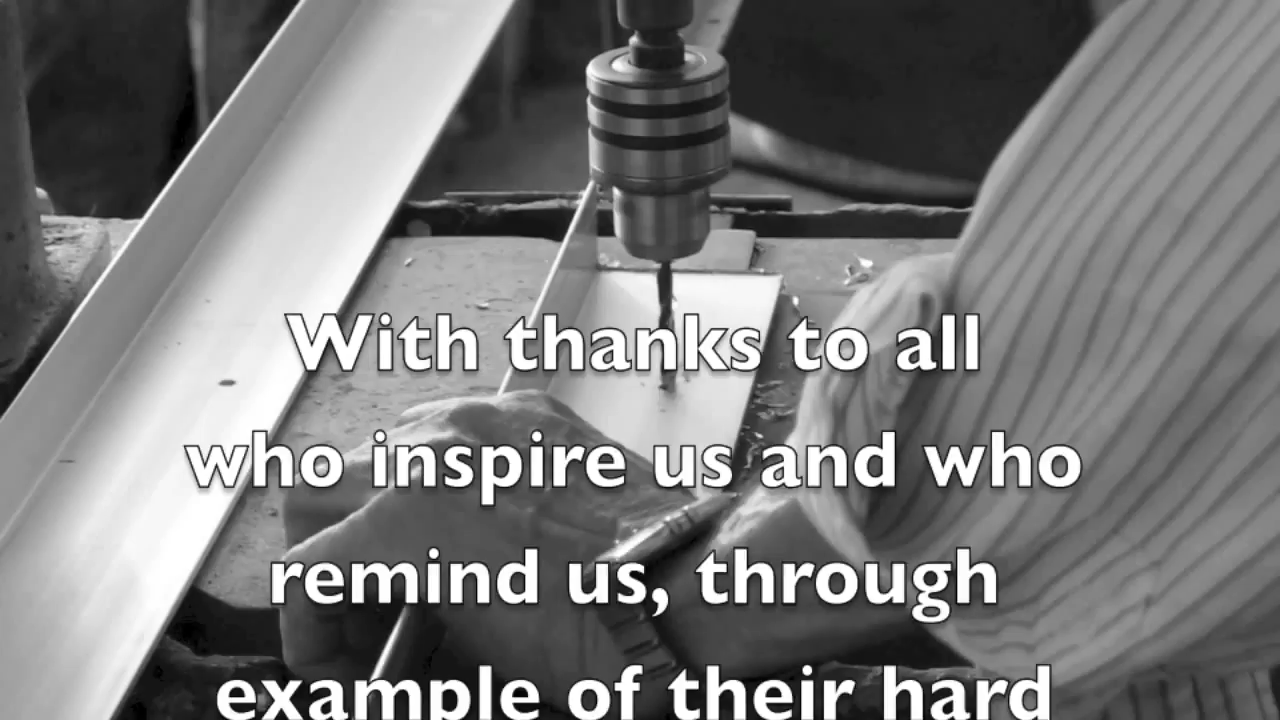 With thanks to all
who inspire us and who
remind us, through
example of their hard